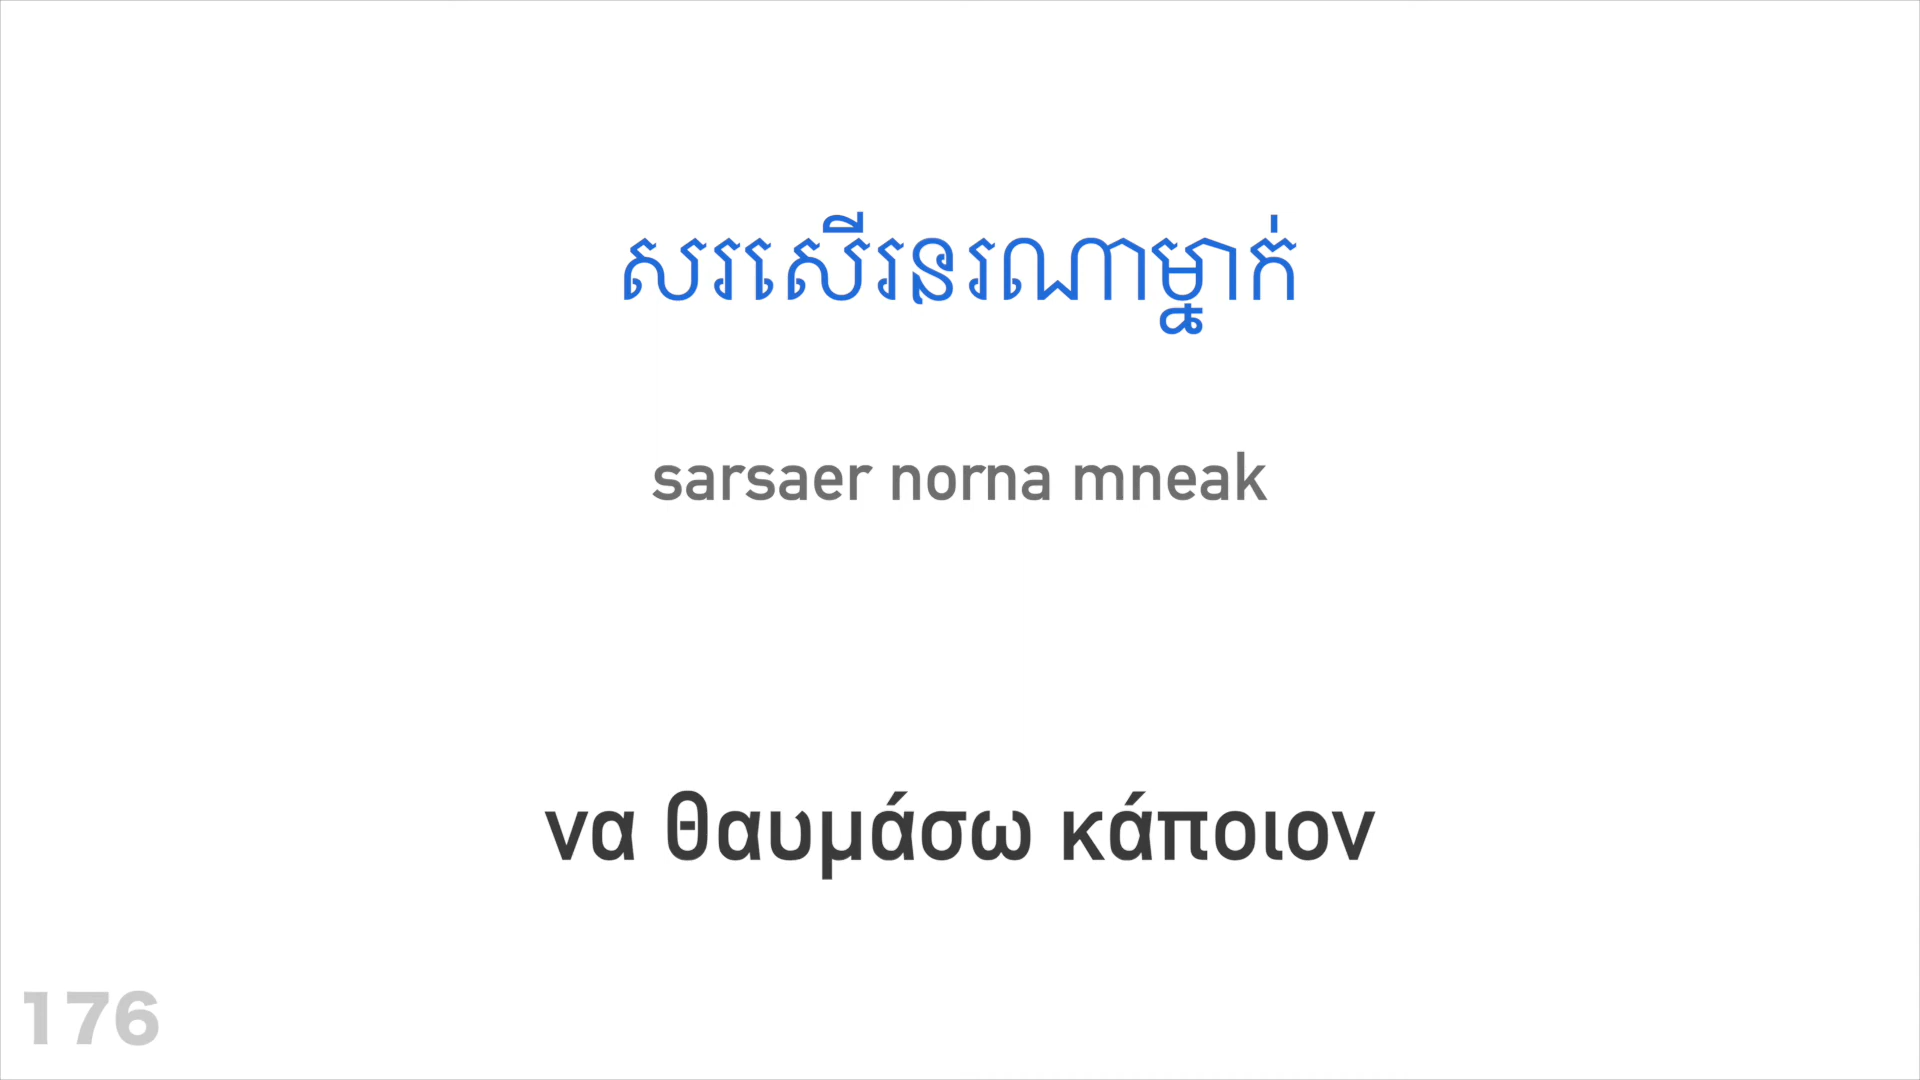 សរសើរនរណាម្នាក់
sarsaer norna mneak
να θαυμάσω κάποιον
176